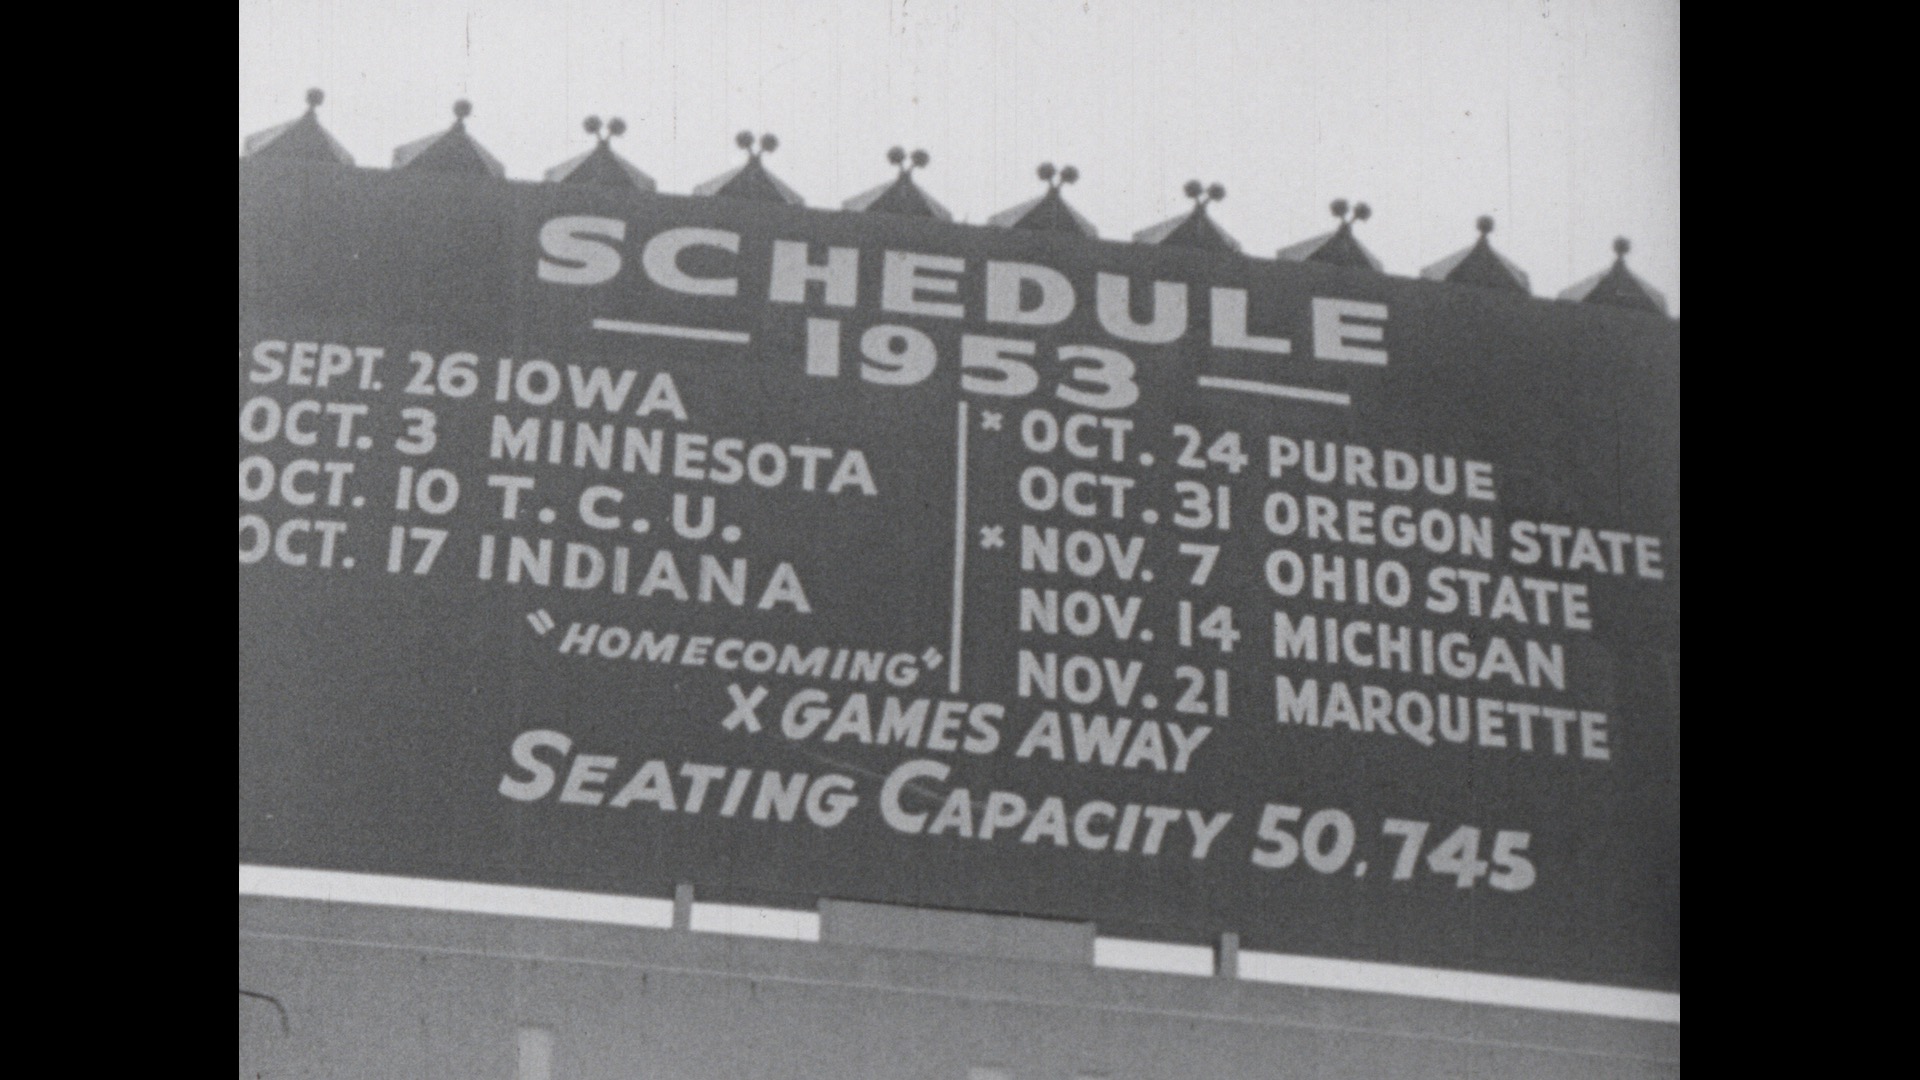 SCHEDULE
1953
SEPT. 26 IOWA
OCT. 3 MINNESOTA
OCT. 10 T. C. U.
OCT. 17 INDIANA
"HOMECOMING"
x OCT. 24 PURDUE
OCT. 31 OREGON STATE
x NOV. 7 OHIO STATE
NOV. 14 MICHIGAN
NOV. 21 MARQUETTE
X GAMES AWAY
SEATING CAPACITY 50,745